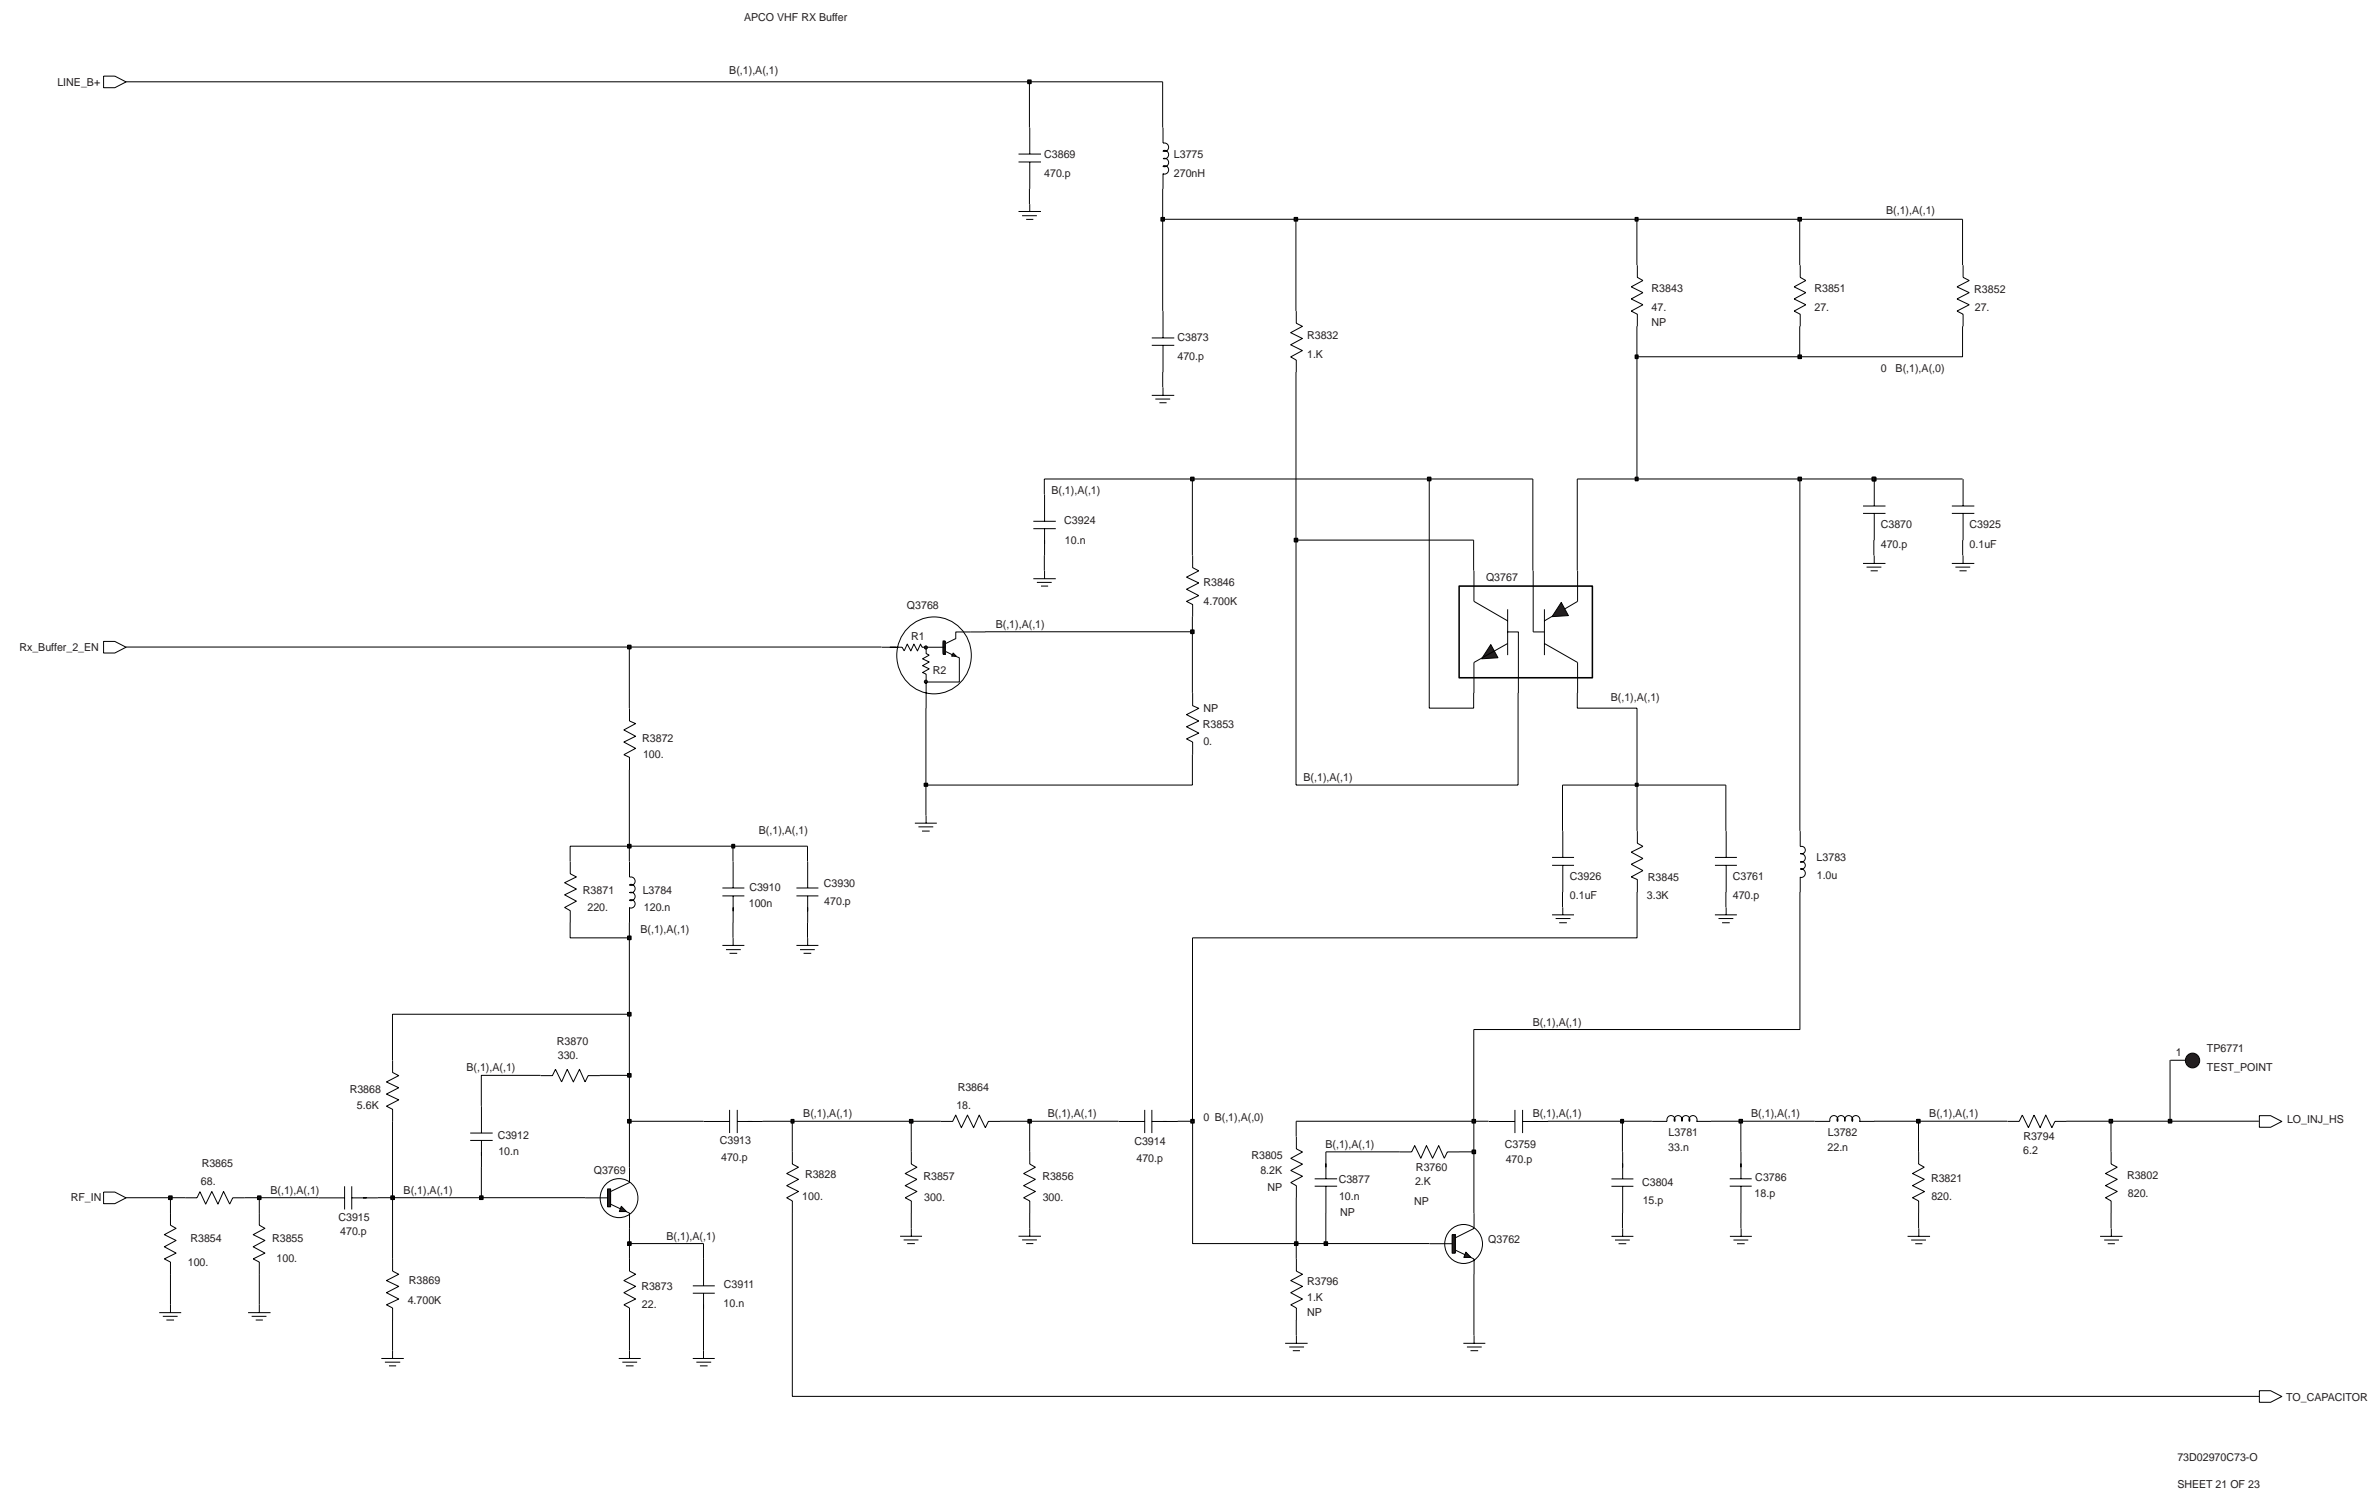 APCO VHF RX Buffer
LINE_B+
B(,1),A(,1)
C3869
470.p
L3775
270nH
B(,1),A(,1)
R3843
47.
NP
R3851
27.
R3852
27.
C3873
470.p
R3832
1.K
0 B(,1),A(,0)
B(,1),A(,1)
C3924
10.n
C3870
470.p
C3925
0.1uF
R3846
4.700K
Q3767
Q3768
R1
R2
B(,1),A(,1)
Rx_Buffer_2_EN
NP
R3853
0.
B(,1),A(,1)
R3872
100.
B(,1),A(,1)
B(,1),A(,1)
R3871
220.
L3784
120.n
C3910
100n
C3930
470.p
C3926
0.1uF
R3845
3.3K
C3761
470.p
L3783
1.0u
B(,1),A(,1)
B(,1),A(,1)
R3870
330.
B(,1),A(,1)
R3868
5.6K
C3912
10.n
1
TP6771
TEST_POINT
B(,1),A(,1)
R3864
18.
B(,1),A(,1)
0 B(,1),A(,0)
B(,1),A(,1)
B(,1),A(,1)
B(,1),A(,1)
LO_INJ_HS
C3913
470.p
C3914
470.p
B(,1),A(,1)
R3805
8.2K
NP
C3877
10.n
NP
R3760
2.K
NP
C3759
470.p
L3781
33.n
L3782
22.n
R3794
6.2
RF_IN
R3865
68.
B(,1),A(,1)
C3915
470.p
B(,1),A(,1)
Q3769
R3828
100.
R3857
300.
R3856
300.
C3804
15.p
C3786
18.p
R3821
820.
R3802
820.
R3854
100.
R3855
100.
B(,1),A(,1)
Q3762
R3869
4.700K
R3873
22.
C3911
10.n
R3796
1.K
NP
TO_CAPACITOR
73D02970C73-O
SHEET 21 OF 23